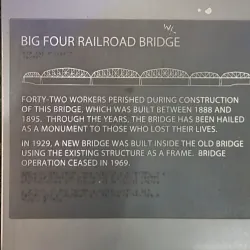 BIG FOUR RAILROAD BRIDGE
FORTY-TWO WORKERS PERISHED DURING CONSTRUCTION
OF THIS BRIDGE, WHICH WAS BUILT BETWEEN 1888 AND
1895. THROUGH THE YEARS, THE BRIDGE HAS BEEN HAILED
AS A MONUMENT TO THOSE WHO LOST THEIR LIVES.
IN 1929, A NEW BRIDGE WAS BUILT INSIDE THE OLD BRIDGE
USING THE EXISTING STRUCTURE AS A FRAME. BRIDGE
OPERATION CEASED IN 1969.